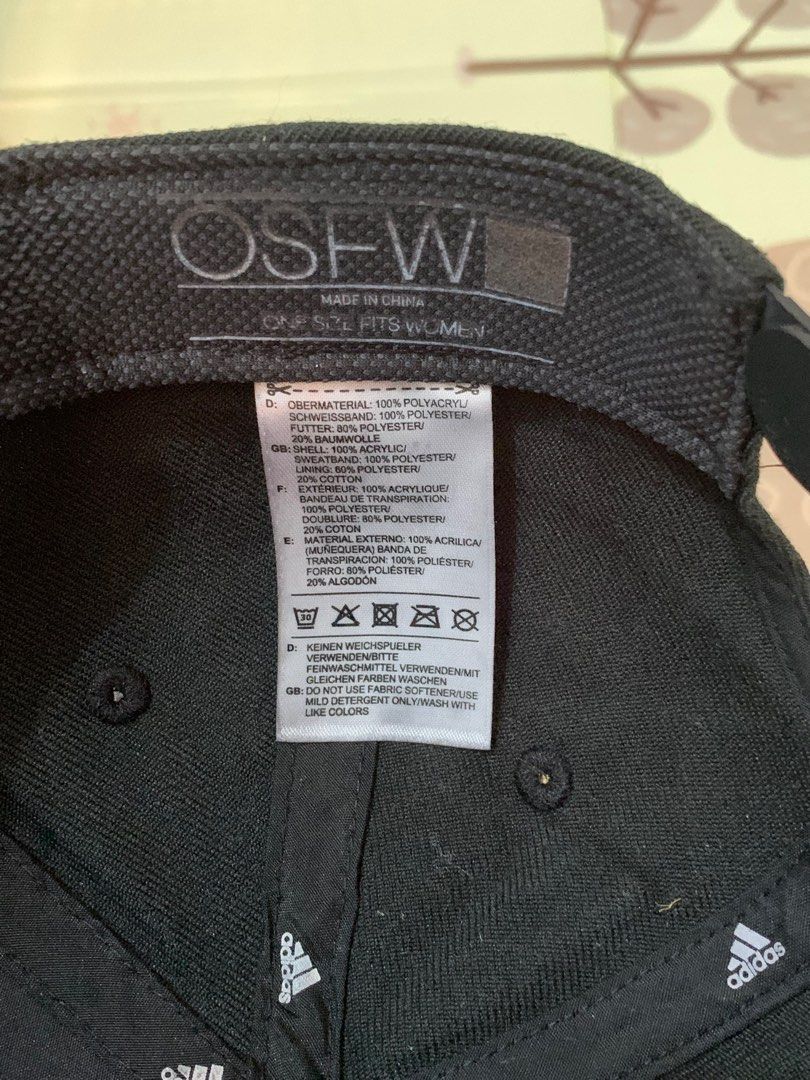 OSFW
MADE IN CHINA
ONE SIZE FITS WOMEN
D: OBERMATERIAL: 100% POLYACRYL/
SCHWEISSBAND: 100% POLYESTER/
FUTTER: 80% POLYESTER/
20% BAUMWOLLE
GB: SHELL: 100% ACRYLIC/
SWEATBAND: 100% POLYESTER/
LINING: 80% POLYESTER/
20% COTTON
F: EXTÉRIEUR: 100% ACRYLIQUE/
BANDEAU DE TRANSPIRATION:
100% POLYESTER/
DOUBLURE: 80% POLYESTER/
20% COTON
E: MATERIAL EXTERNO: 100% ACRILICA/
(MUÑEQUERA) BANDA DE
TRANSPIRACIÓN: 100% POLIÉSTER/
FORRO: 80% POLIÉSTER/
20% ALGODÓN
30
D: KEINEN WEICHSPUELER
VERWENDEN/BITTE
FEINWASCHMITTEL VERWENDEN/MIT
GLEICHEN FARBEN WASCHEN
GB: DO NOT USE FABRIC SOFTENER/USE
MILD DETERGENT ONLY/WASH WITH
LIKE COLORS
adidas
adidas